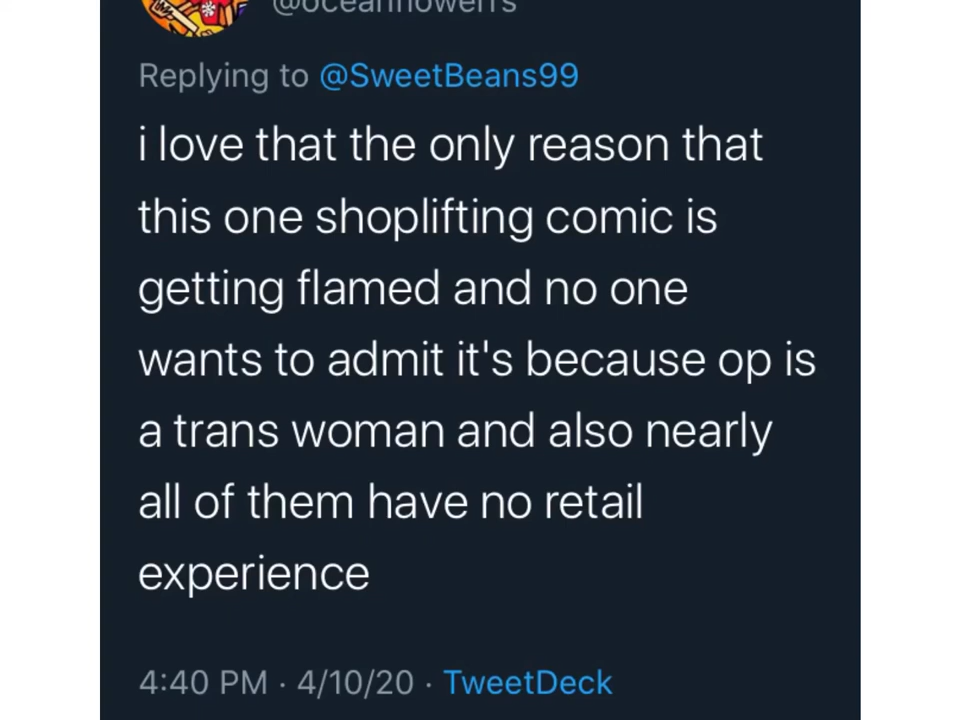 Replying to @SweetBeans99
i love that the only reason that
this one shoplifting comic is
getting flamed and no one
wants to admit it's because op is
a trans woman and also nearly
all of them have no retail
experience
4:40 PM · 4/10/20 · TweetDeck